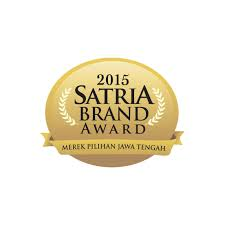 2015
SATRIA
BRAND
AWARD
MEREK PILIHAN JAWA TENGAH